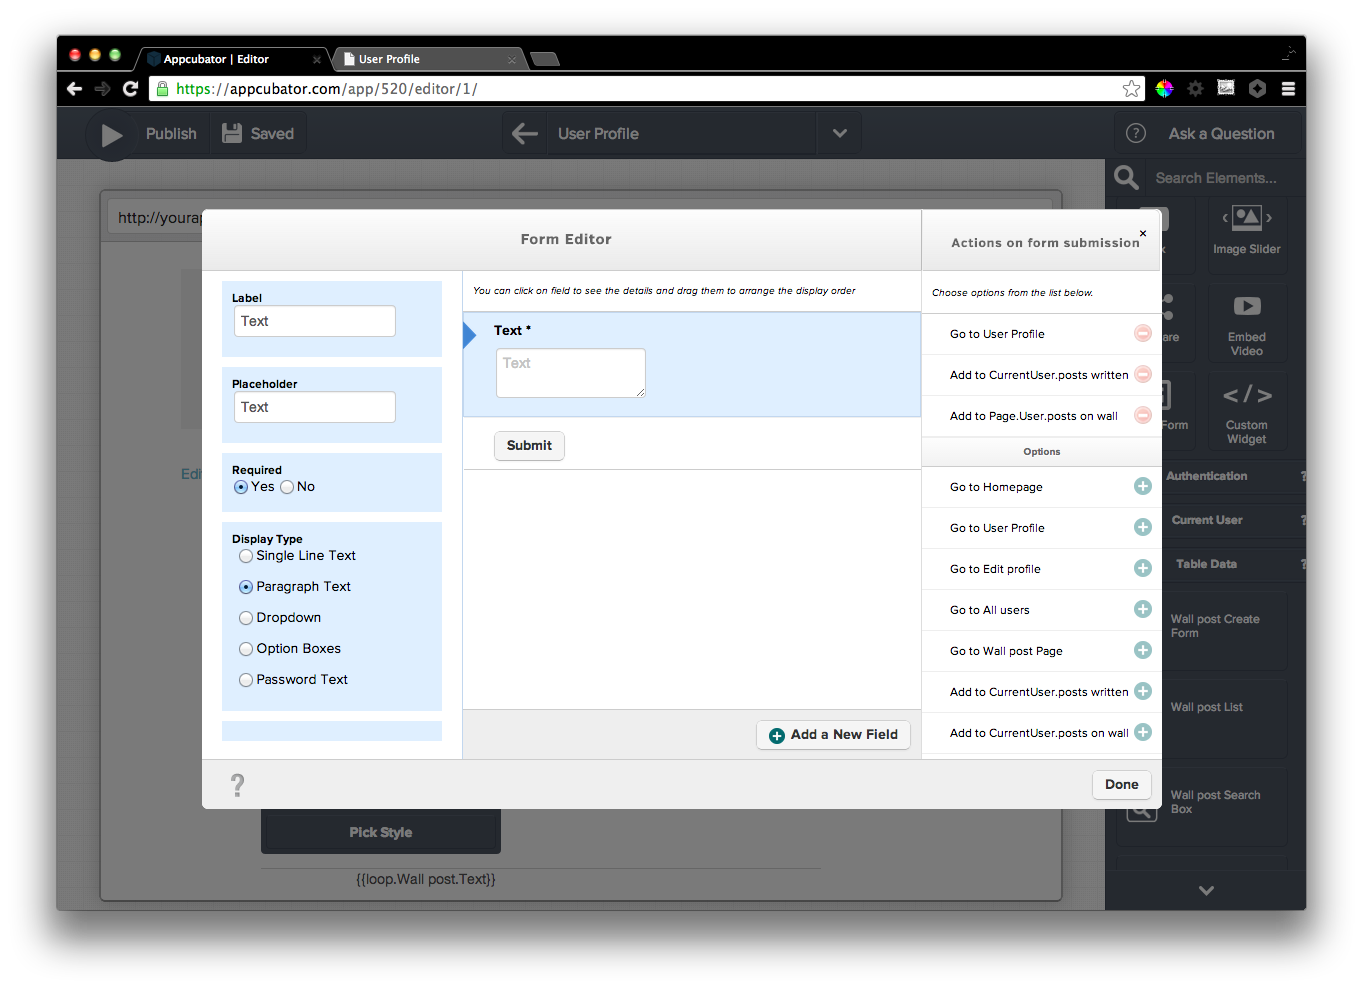 Appcubator | Editor
User Profile
https://appcubator.com/app/520/editor/1/
Publish
Saved
User Profile
Ask a Question
Search Elements...
http://yourap
Form Editor
Actions on form submission
Label
Text
Placeholder
Text
Required
Yes
No
Display Type
Single Line Text
Paragraph Text
Dropdown
Option Boxes
Password Text
You can click on field to see the details and drag them to arrange the display order
Text *
Text
Submit
Add a New Field
Choose options from the list below.
Go to User Profile
Add to CurrentUser.posts written
Add to Page.User.posts on wall
Options
Go to Homepage
Go to User Profile
Go to Edit profile
Go to All users
Go to Wall post Page
Add to CurrentUser.posts written
Add to CurrentUser.posts on wall
Done
?
x
Image Slider
are
Embed
Video
Form
Custom
Widget
Authentication ?
Current User ?
Table Data ?
Wall post Create
Form
Wall post List
Wall post Search
Box
Edi
Pick Style
{{loop.Wall post.Text}}